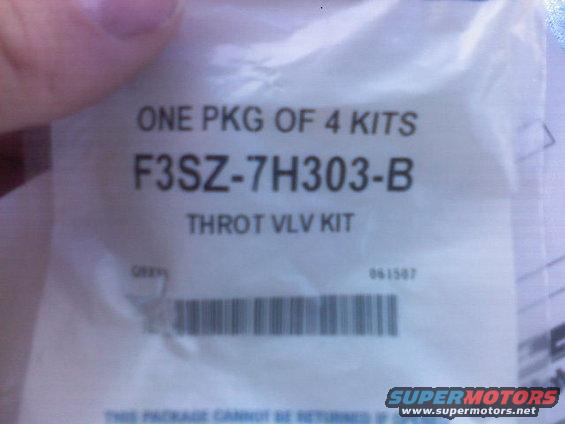 ONE PKG OF 4 KITS
F3SZ-7H303-B
THROT VLV KIT
061507
THIS PACKAGE CANNOT BE RETURNED IF
SUPERMOTORS
www.supermotors.net